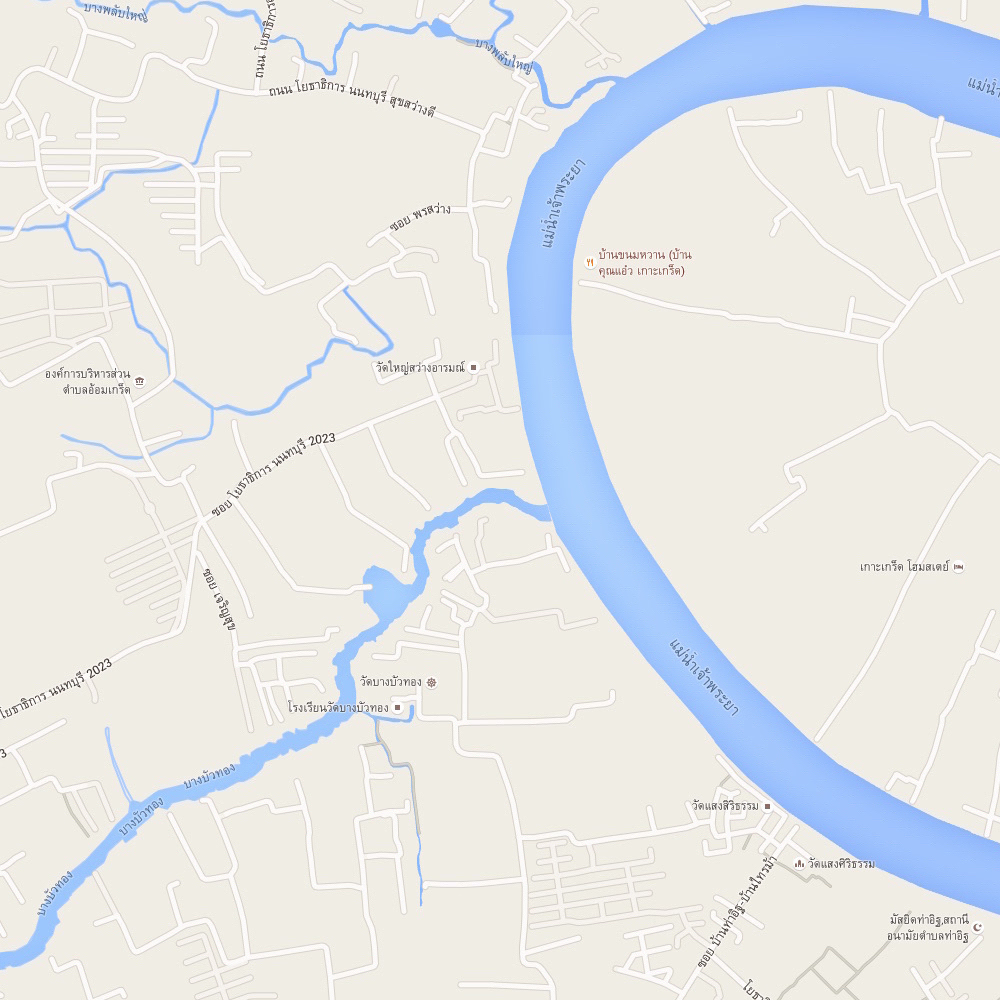 บางพลับใหญ่
ถนน โยธาธิการ
บางพลับใหญ่
ถนน โยธาธิการ นนทบุรี สุขสว่างดี
แม่น้ำเจ้าพระยา
ซอย พรสว่าง
บ้านขนมหวาน (บ้าน
คุณแอ๋ว เกาะเกร็ด)
วัดใหญ่สว่างอารมณ์
องค์การบริหารส่วน
ตำบลอ้อมเกร็ด
ซอย โยธาธิการ นนทบุรี 2023
เกาะเกร็ด โฮมสเตย์
ซอย เจริญสุข
แม่น้ำเจ้าพระยา
โยธาธิการ นนทบุรี 2023
วัดบางบัวทอง
โรงเรียนวัดบางบัวทอง
3
บางบัวทอง
บางบัวทอง
วัดแสงสิริธรรม
วัดแสงศิริธรรม
บางบัวทอง
ซอย บ้านท่าอิฐ-บ้านไทรม้า
มัสยิดท่าอิฐ,สถานี
อนามัยตำบลท่าอิฐ